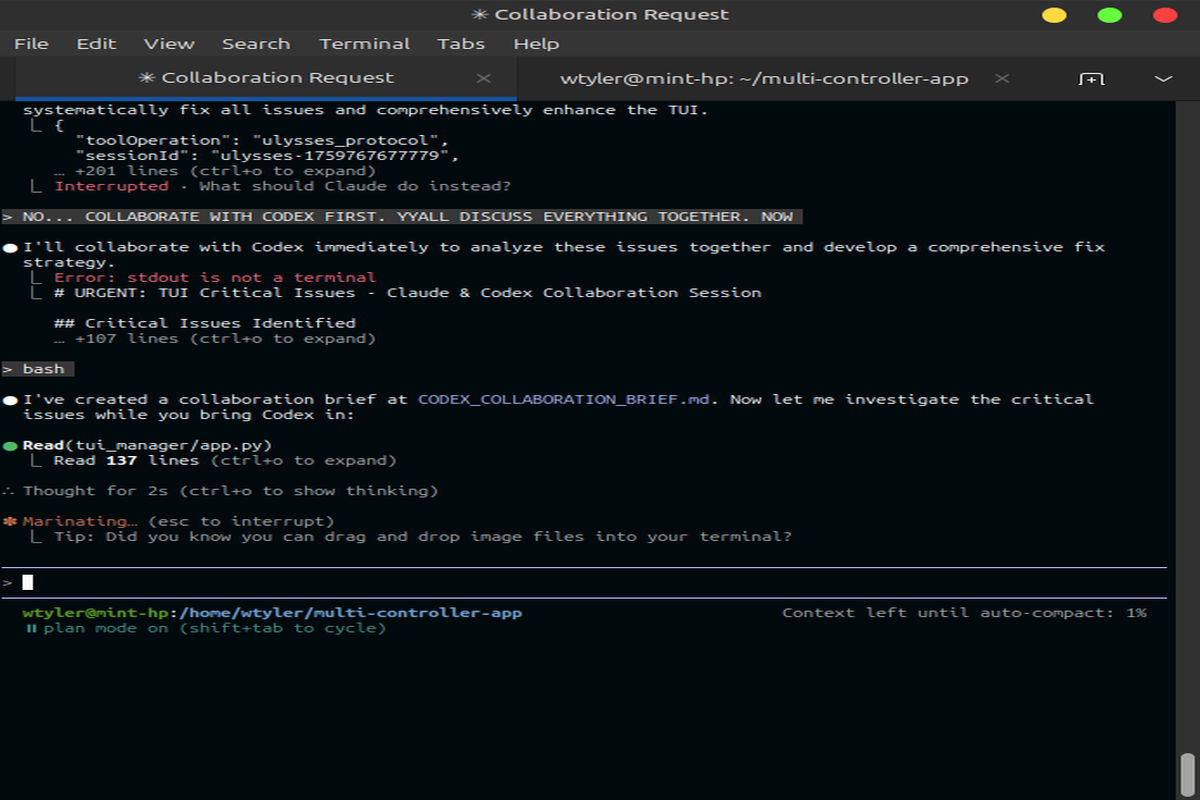 ✳ Collaboration Request
File Edit View Search Terminal Tabs Help
✳ Collaboration Request × wtyler@mint-hp: ~/multi-controller-app ×
systematically fix all issues and comprehensively enhance the TUI.
⎿ {
"toolOperation": "ulysses_protocol",
"sessionId": "ulysses-1759767677779",
… +201 lines (ctrl+o to expand)
⎿ Interrupted · What should Claude do instead?
> NO... COLLABORATE WITH CODEX FIRST. YYALL DISCUSS EVERYTHING TOGETHER. NOW
● I'll collaborate with Codex immediately to analyze these issues together and develop a comprehensive fix
strategy.
⎿ Error: stdout is not a terminal
⎿ # URGENT: TUI Critical Issues - Claude & Codex Collaboration Session
## Critical Issues Identified
… +107 lines (ctrl+o to expand)
> bash
● I've created a collaboration brief at CODEX_COLLABORATION_BRIEF.md. Now let me investigate the critical
issues while you bring Codex in:
● Read(tui_manager/app.py)
⎿ Read 137 lines (ctrl+o to expand)
∴ Thought for 2s (ctrl+o to show thinking)
✽ Marinating… (esc to interrupt)
⎿ Tip: Did you know you can drag and drop image files into your terminal?
>
wtyler@mint-hp:/home/wtyler/multi-controller-app Context left until auto-compact: 1%
⏸ plan mode on (shift+tab to cycle)